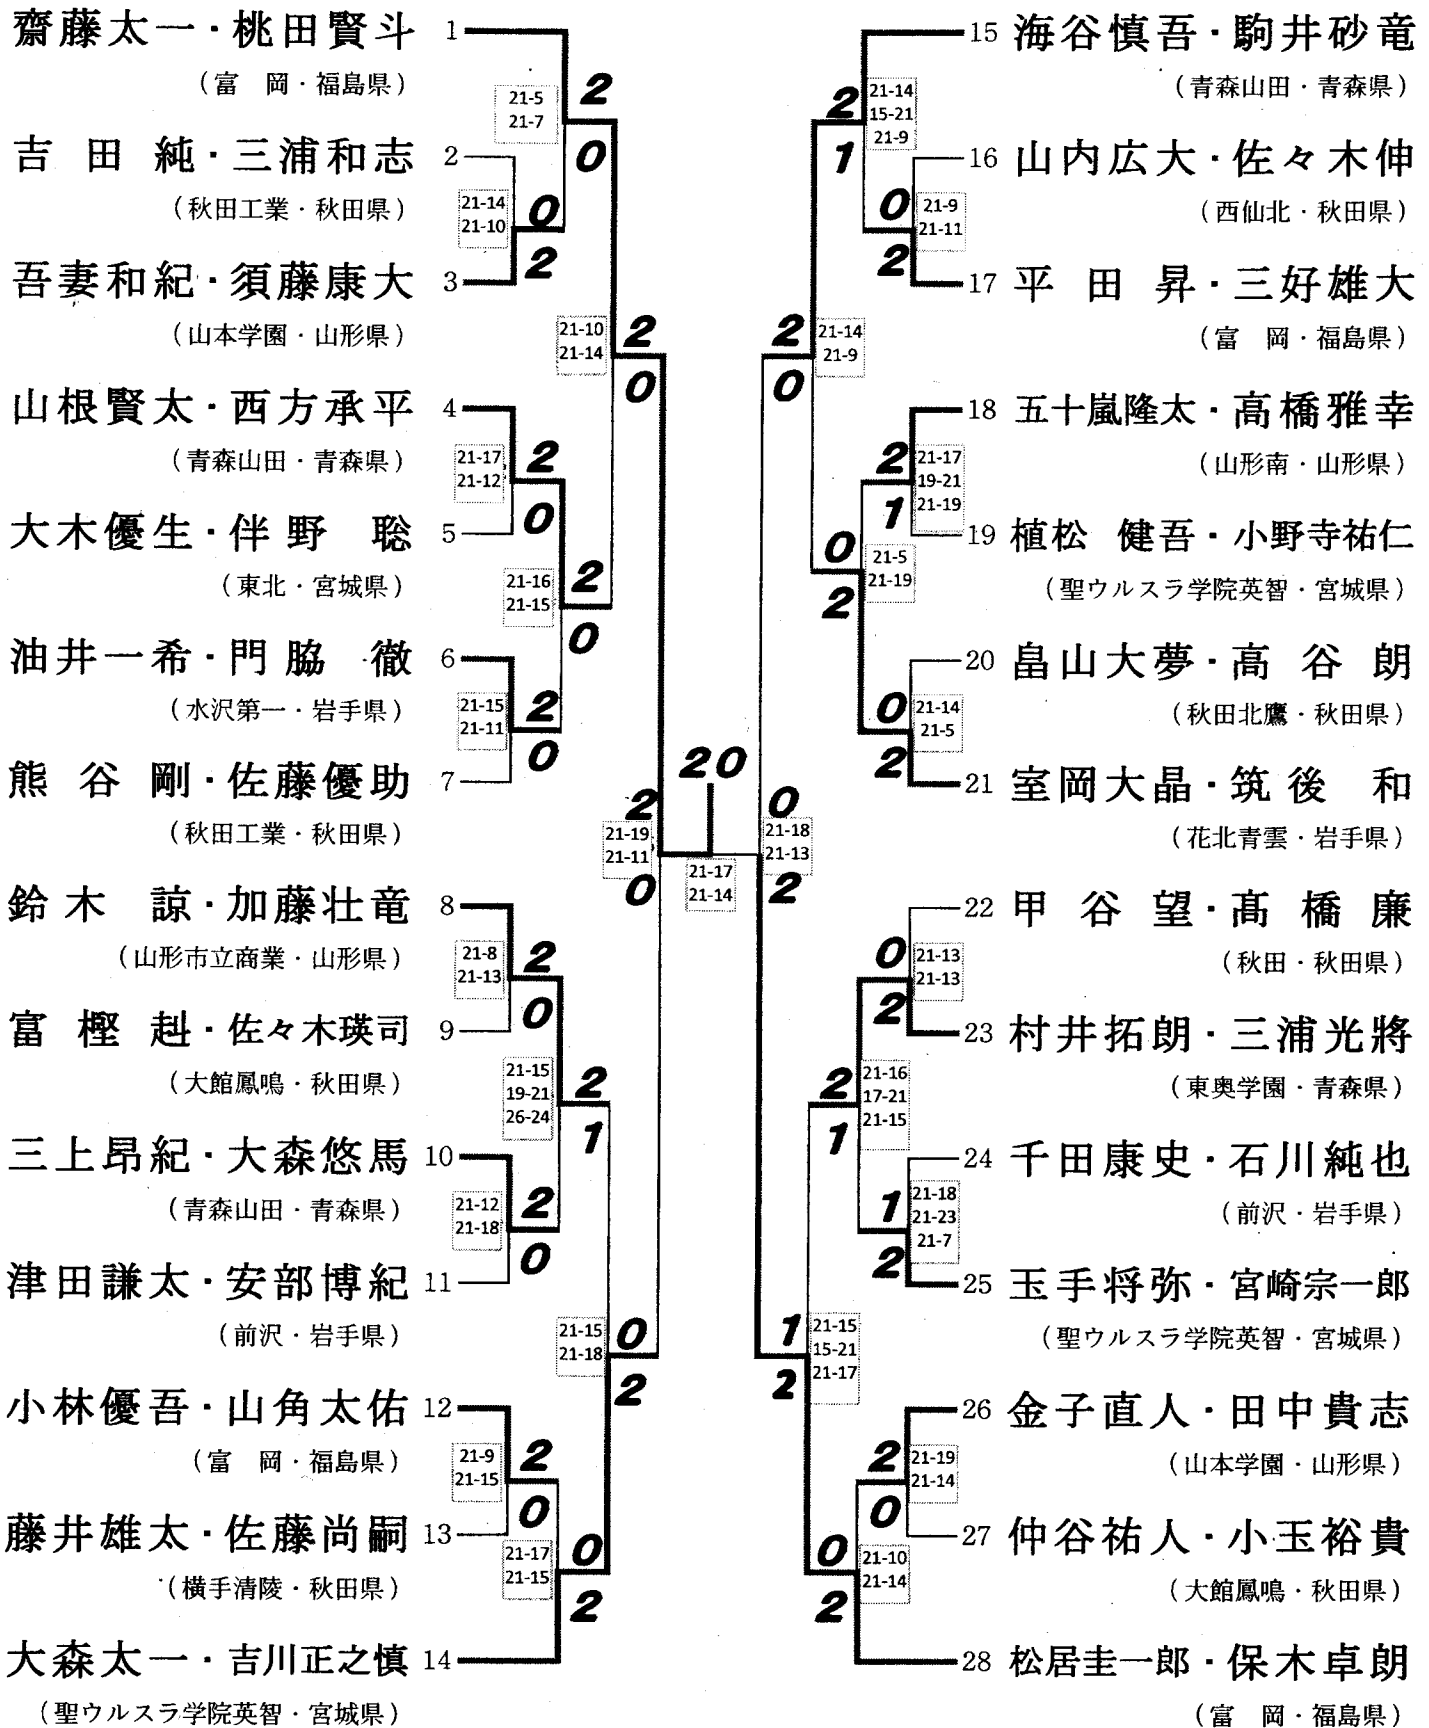 齋藤太一・桃田賢斗 1
（富　岡・福島県）
21-5
21-7
2
0
吉　田　純・三浦和志 2
（秋田工業・秋田県）
21-14
21-10
0
2
吾妻和紀・須藤康大 3
（山本学園・山形県）
21-10
21-14
2
0
山根賢太・西方承平 4
（青森山田・青森県）
21-17
21-12
2
0
大木優生・伴野　聡 5
（東北・宮城県）
21-16
21-15
2
0
油井一希・門脇　徹 6
（水沢第一・岩手県）
21-15
21-11
2
0
熊　谷　剛・佐藤優助 7
（秋田工業・秋田県）
2
21-19
21-11
0
鈴木　諒・加藤壮竜 8
（山形市立商業・山形県）
21-8
21-13
2
0
富　樫　赳・佐々木瑛司 9
（大館鳳鳴・秋田県）
21-15
19-21
26-24
2
1
三上昂紀・大森悠馬 10
（青森山田・青森県）
21-12
21-18
2
0
津田謙太・安部博紀 11
（前沢・岩手県）
21-15
21-18
0
2
小林優吾・山角太佑 12
（富　岡・福島県）
21-9
21-15
2
0
藤井雄太・佐藤尚嗣 13
（横手清陵・秋田県）
21-17
21-15
0
2
大森太一・吉川正之慎 14
（聖ウルスラ学院英智・宮城県）
2 0
21-17
21-14
15 海谷慎吾・駒井砂竜
（青森山田・青森県）
2
1
21-14
15-21
21-9
16 山内広大・佐々木伸
（西仙北・秋田県）
0
2
21-9
21-11
17 平　田　昇・三好雄大
（富　岡・福島県）
2
0
21-14
21-9
18 五十嵐隆太・高橋雅幸
（山形南・山形県）
2
1
21-17
19-21
21-19
19 植松　健吾・小野寺祐仁
（聖ウルスラ学院英智・宮城県）
0
2
21-5
21-19
20 畠山大夢・高　谷　朗
（秋田北鷹・秋田県）
0
2
21-14
21-5
21 室岡大晶・筑後　和
（花北青雲・岩手県）
0
21-18
21-13
2
22 甲　谷　望・髙　橋　廉
（秋田・秋田県）
0
2
21-13
21-13
23 村井拓朗・三浦光將
（東奥学園・青森県）
2
1
21-16
17-21
21-15
24 千田康史・石川純也
（前沢・岩手県）
1
2
21-18
21-23
21-7
25 玉手将弥・宮崎宗一郎
（聖ウルスラ学院英智・宮城県）
1
2
21-15
15-21
21-17
26 金子直人・田中貴志
（山本学園・山形県）
2
0
21-19
21-14
27 仲谷祐人・小玉裕貴
（大館鳳鳴・秋田県）
0
2
21-10
21-14
28 松居圭一郎・保木卓朗
（富　岡・福島県）